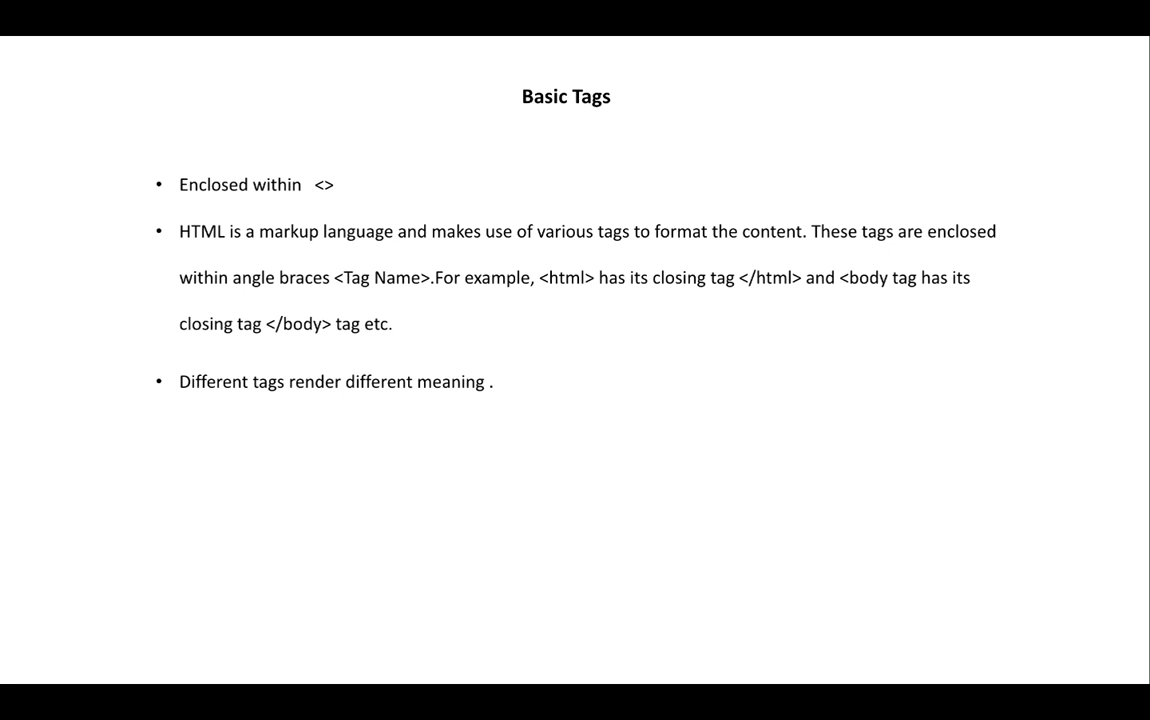 Basic Tags
• Enclosed within <>
• HTML is a markup language and makes use of various tags to format the content. These tags are enclosed
within angle braces <Tag Name>.For example, <html> has its closing tag </html> and <body tag has its
closing tag </body> tag etc.
• Different tags render different meaning .